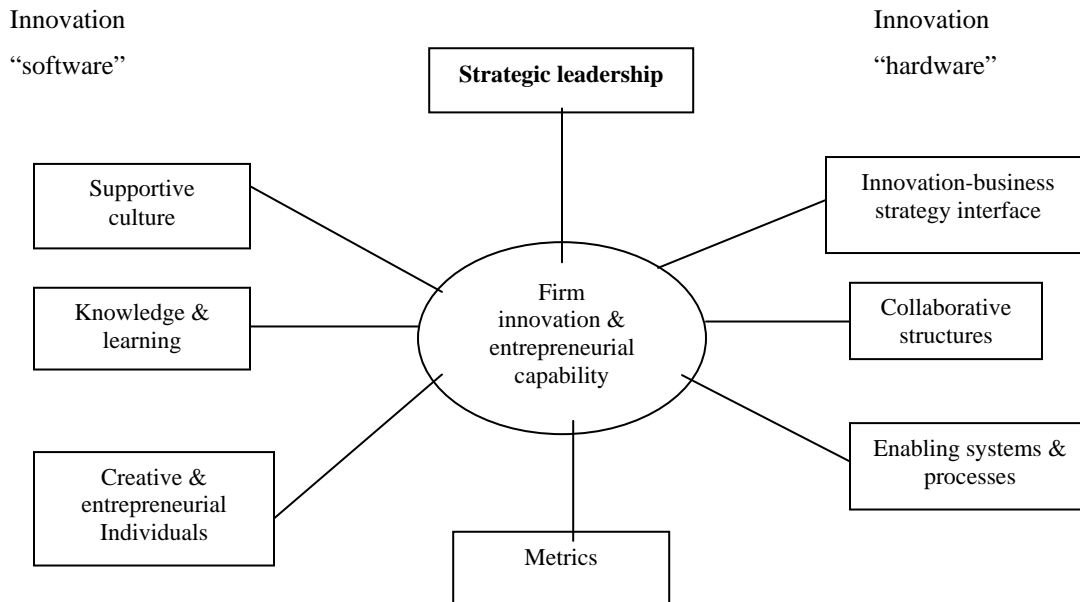 Innovation
“software”
Innovation
“hardware”
Strategic leadership
Supportive
culture
Innovation-business
strategy interface
Knowledge &
learning
Firm
innovation &
entrepreneurial
capability
Collaborative
structures
Creative &
entrepreneurial
Individuals
Enabling systems &
processes
Metrics